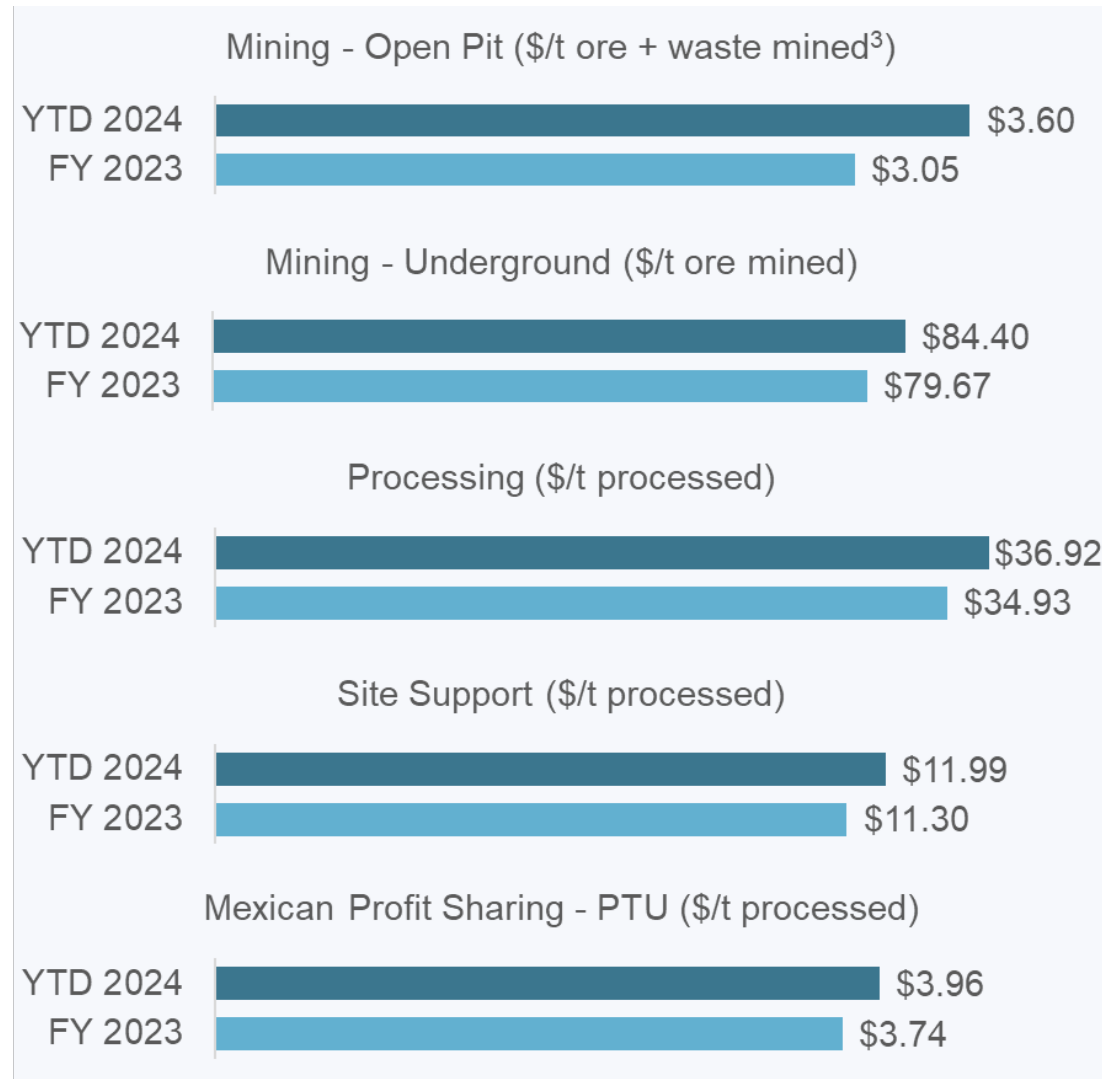 Mining - Open Pit ($/t ore + waste mined³)
YTD 2024 $3.60
FY 2023 $3.05
Mining - Underground ($/t ore mined)
YTD 2024 $84.40
FY 2023 $79.67
Processing ($/t processed)
YTD 2024 $36.92
FY 2023 $34.93
Site Support ($/t processed)
YTD 2024 $11.99
FY 2023 $11.30
Mexican Profit Sharing - PTU ($/t processed)
YTD 2024 $3.96
FY 2023 $3.74